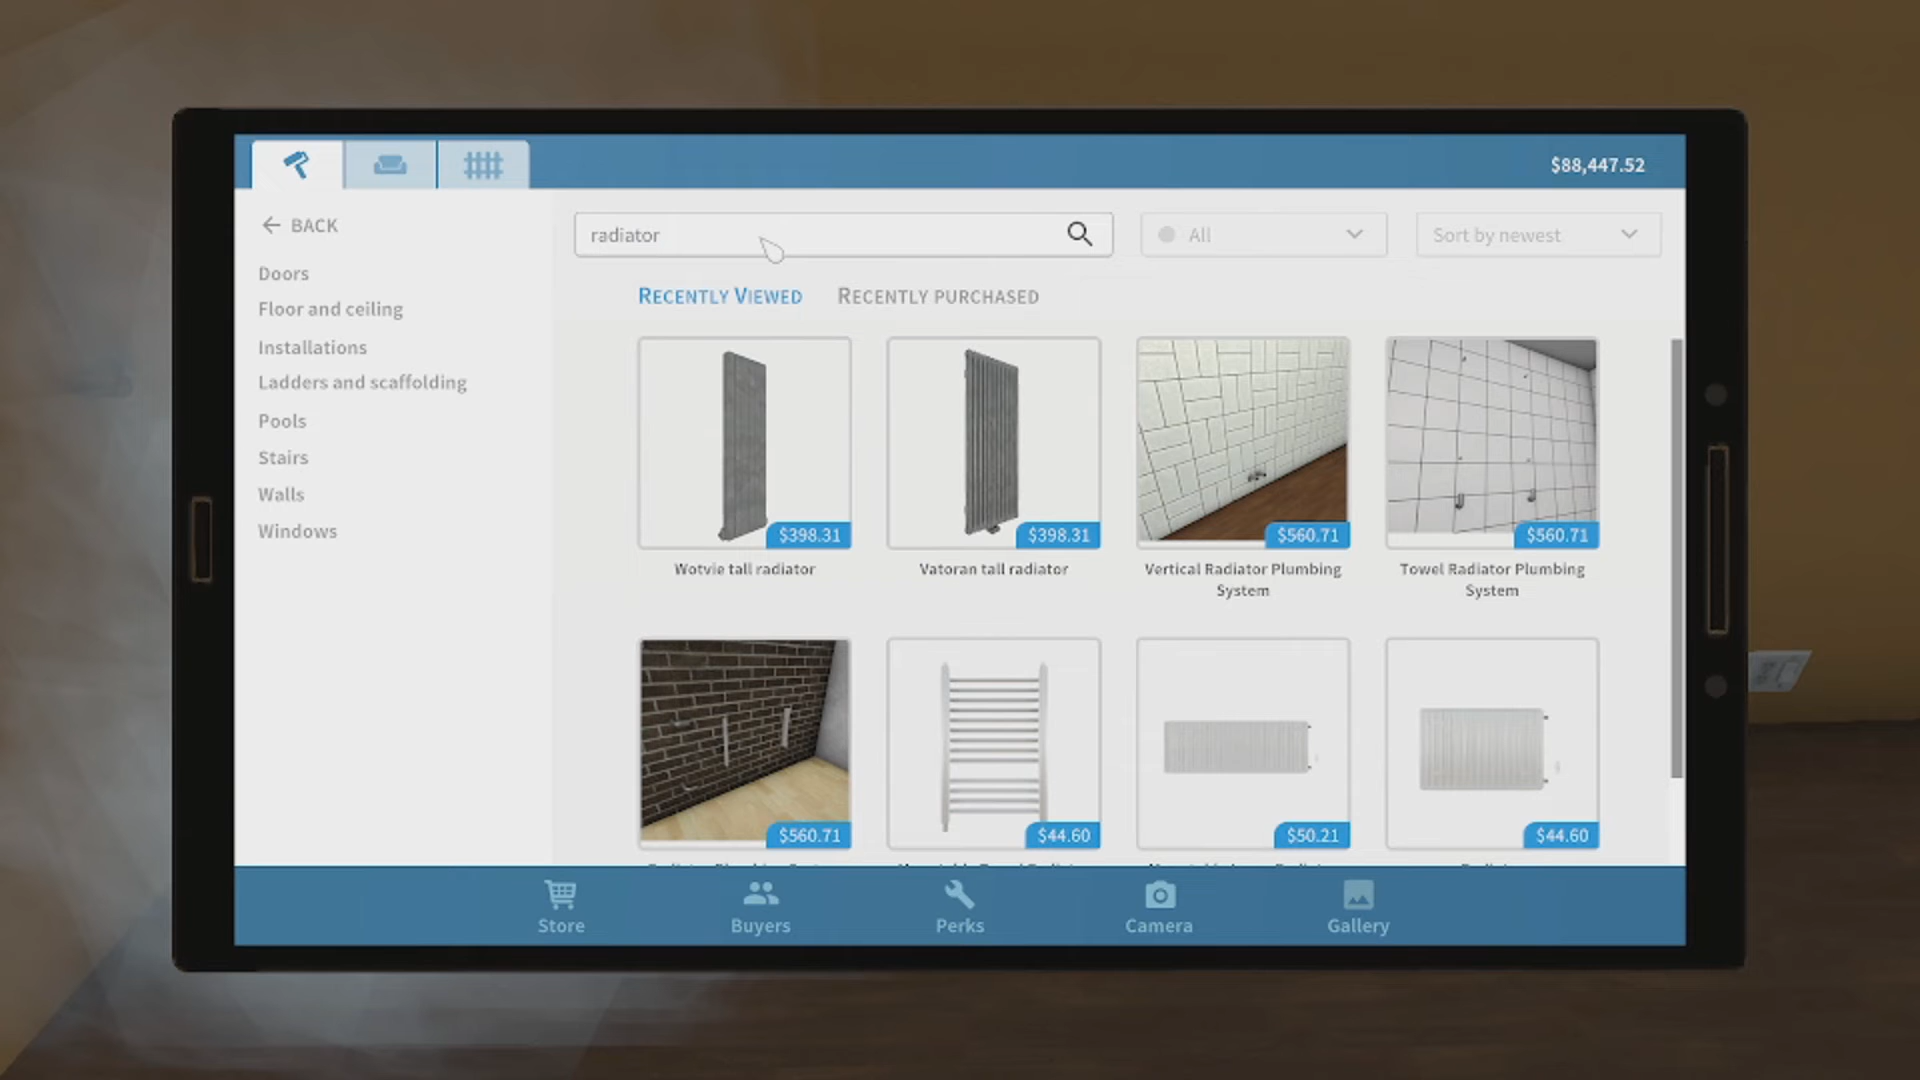 $88,447.52
BACK
radiator
All
Sort by newest
Doors
Floor and ceiling
Installations
Ladders and scaffolding
Pools
Stairs
Walls
Windows
RECENTLY VIEWED
RECENTLY PURCHASED
$398.31
$398.31
$560.71
$560.71
Wotvie tall radiator
Vatoran tall radiator
Vertical Radiator Plumbing
System
Towel Radiator Plumbing
System
$560.71
$44.60
$50.21
$44.60
Store
Buyers
Perks
Camera
Gallery